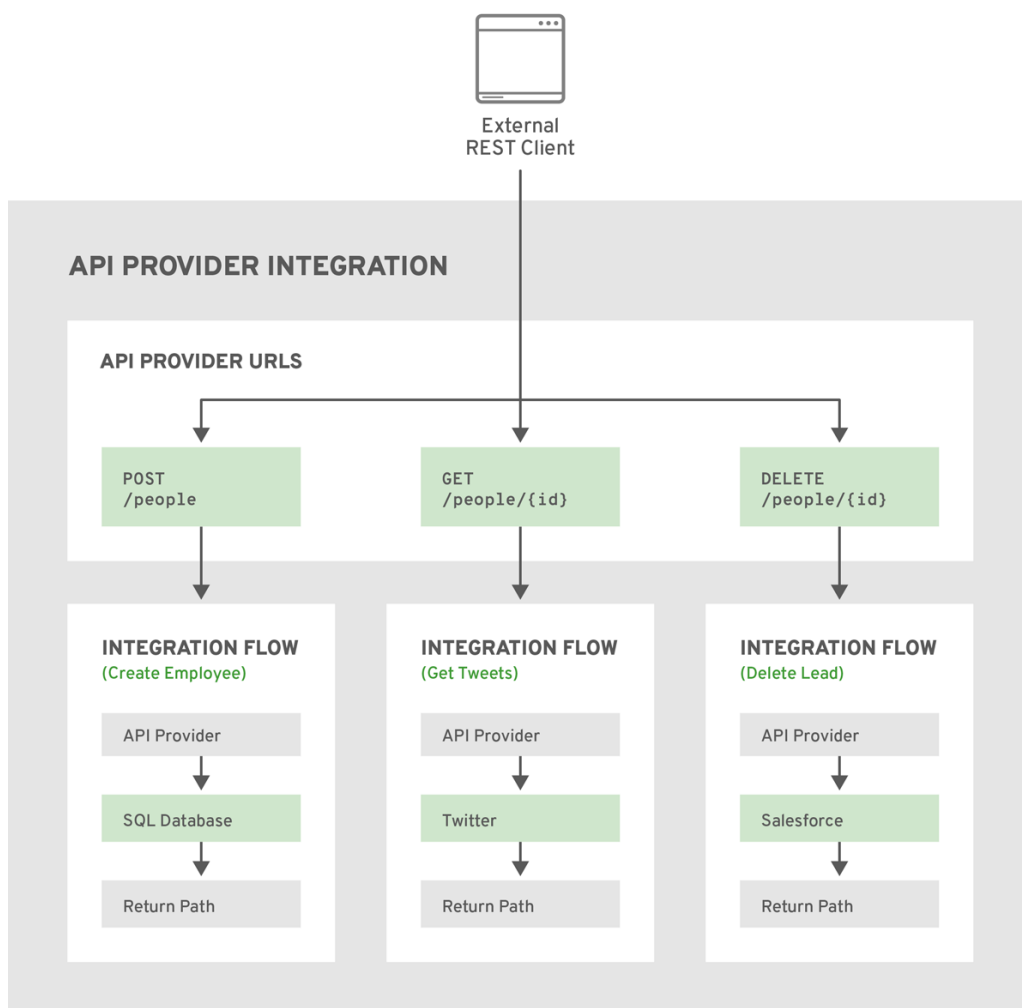 External
REST Client
API PROVIDER INTEGRATION
API PROVIDER URLS
POST
/people
GET
/people/{id}
DELETE
/people/{id}
INTEGRATION FLOW
(Create Employee)
API Provider
SQL Database
Return Path
INTEGRATION FLOW
(Get Tweets)
API Provider
Twitter
Return Path
INTEGRATION FLOW
(Delete Lead)
API Provider
Salesforce
Return Path